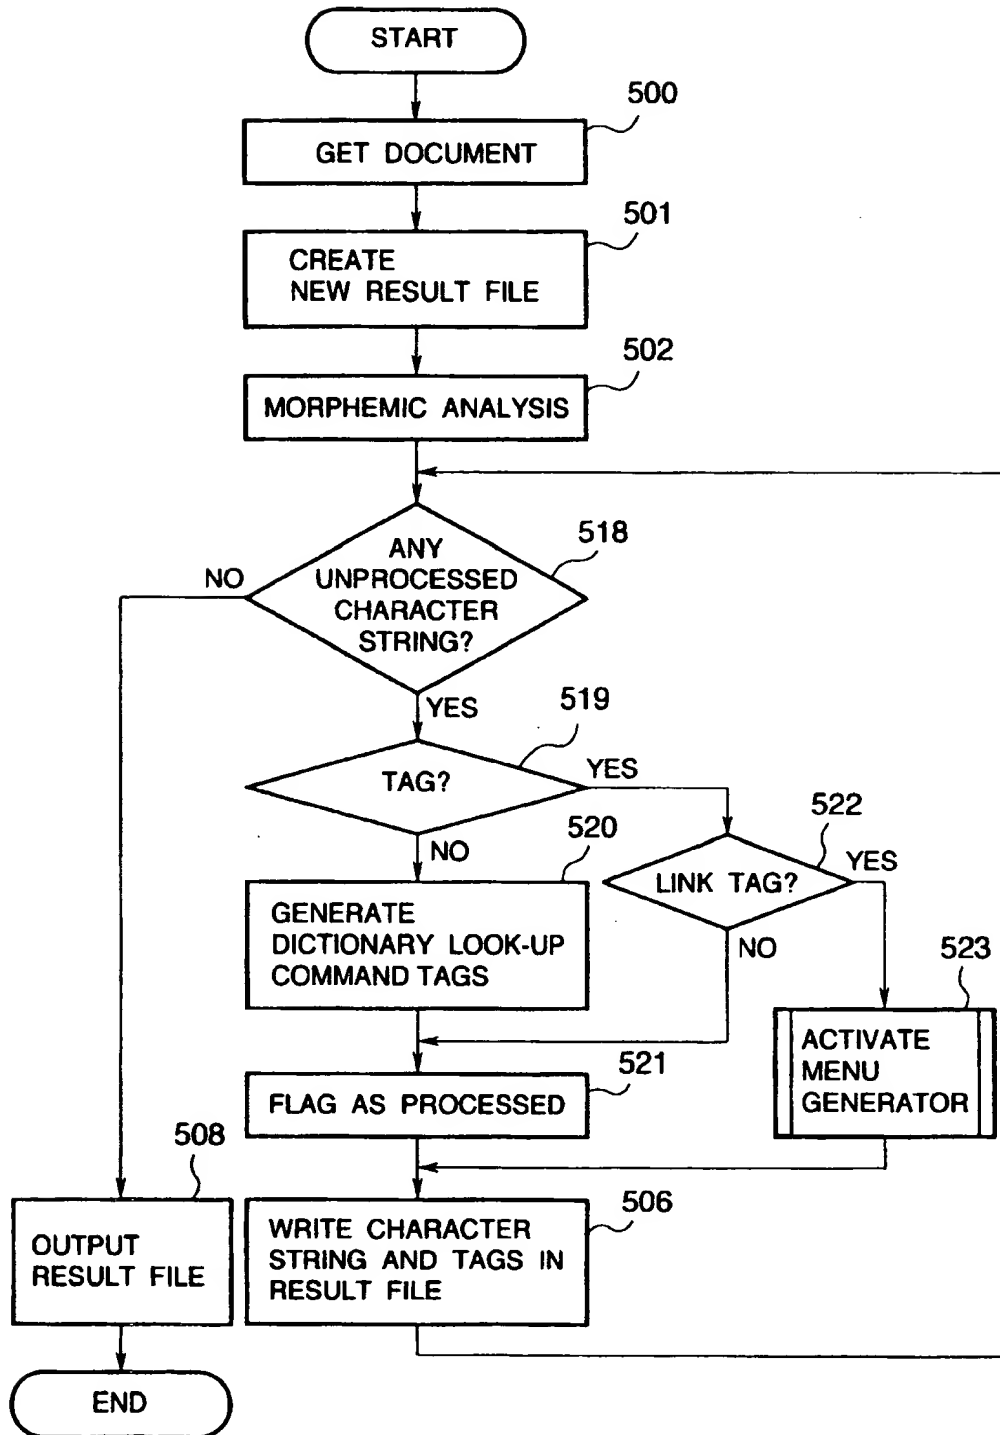 START
500
GET DOCUMENT
501
CREATE
NEW RESULT FILE
502
MORPHEMIC ANALYSIS
518
ANY
UNPROCESSED
CHARACTER
STRING?
NO
YES
519
TAG?
YES
NO
522
LINK TAG?
YES
NO
520
GENERATE
DICTIONARY LOOK-UP
COMMAND TAGS
523
ACTIVATE
MENU
GENERATOR
521
FLAG AS PROCESSED
508
OUTPUT
RESULT FILE
506
WRITE CHARACTER
STRING AND TAGS IN
RESULT FILE
END